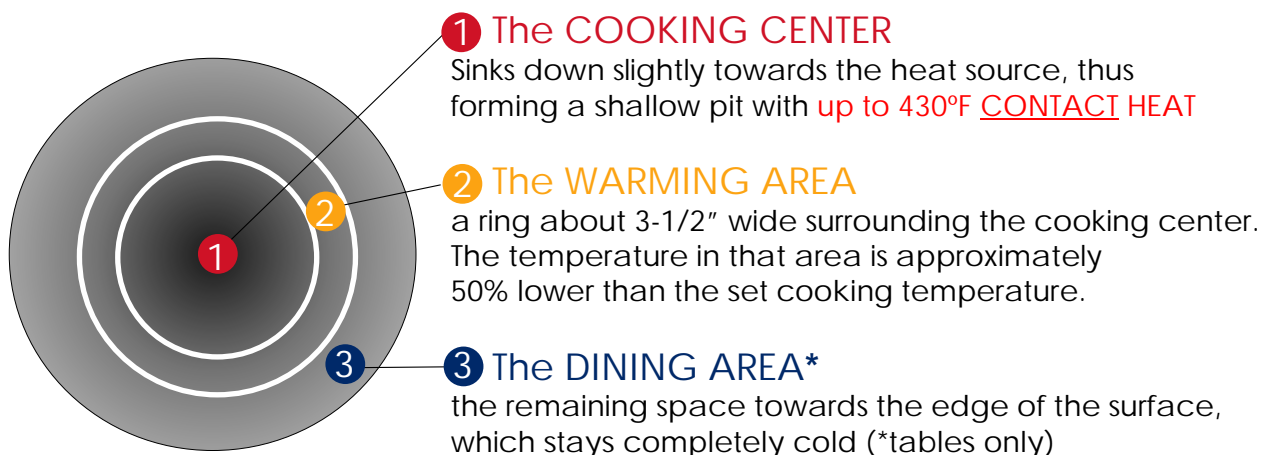 1 The COOKING CENTER
Sinks down slightly towards the heat source, thus
forming a shallow pit with up to 430ºF CONTACT HEAT
2 The WARMING AREA
2
a ring about 3-1/2” wide surrounding the cooking center.
1
The temperature in that area is approximately
50% lower than the set cooking temperature.
3
3 The DINING AREA*
the remaining space towards the edge of the surface,
which stays completely cold (*tables only)